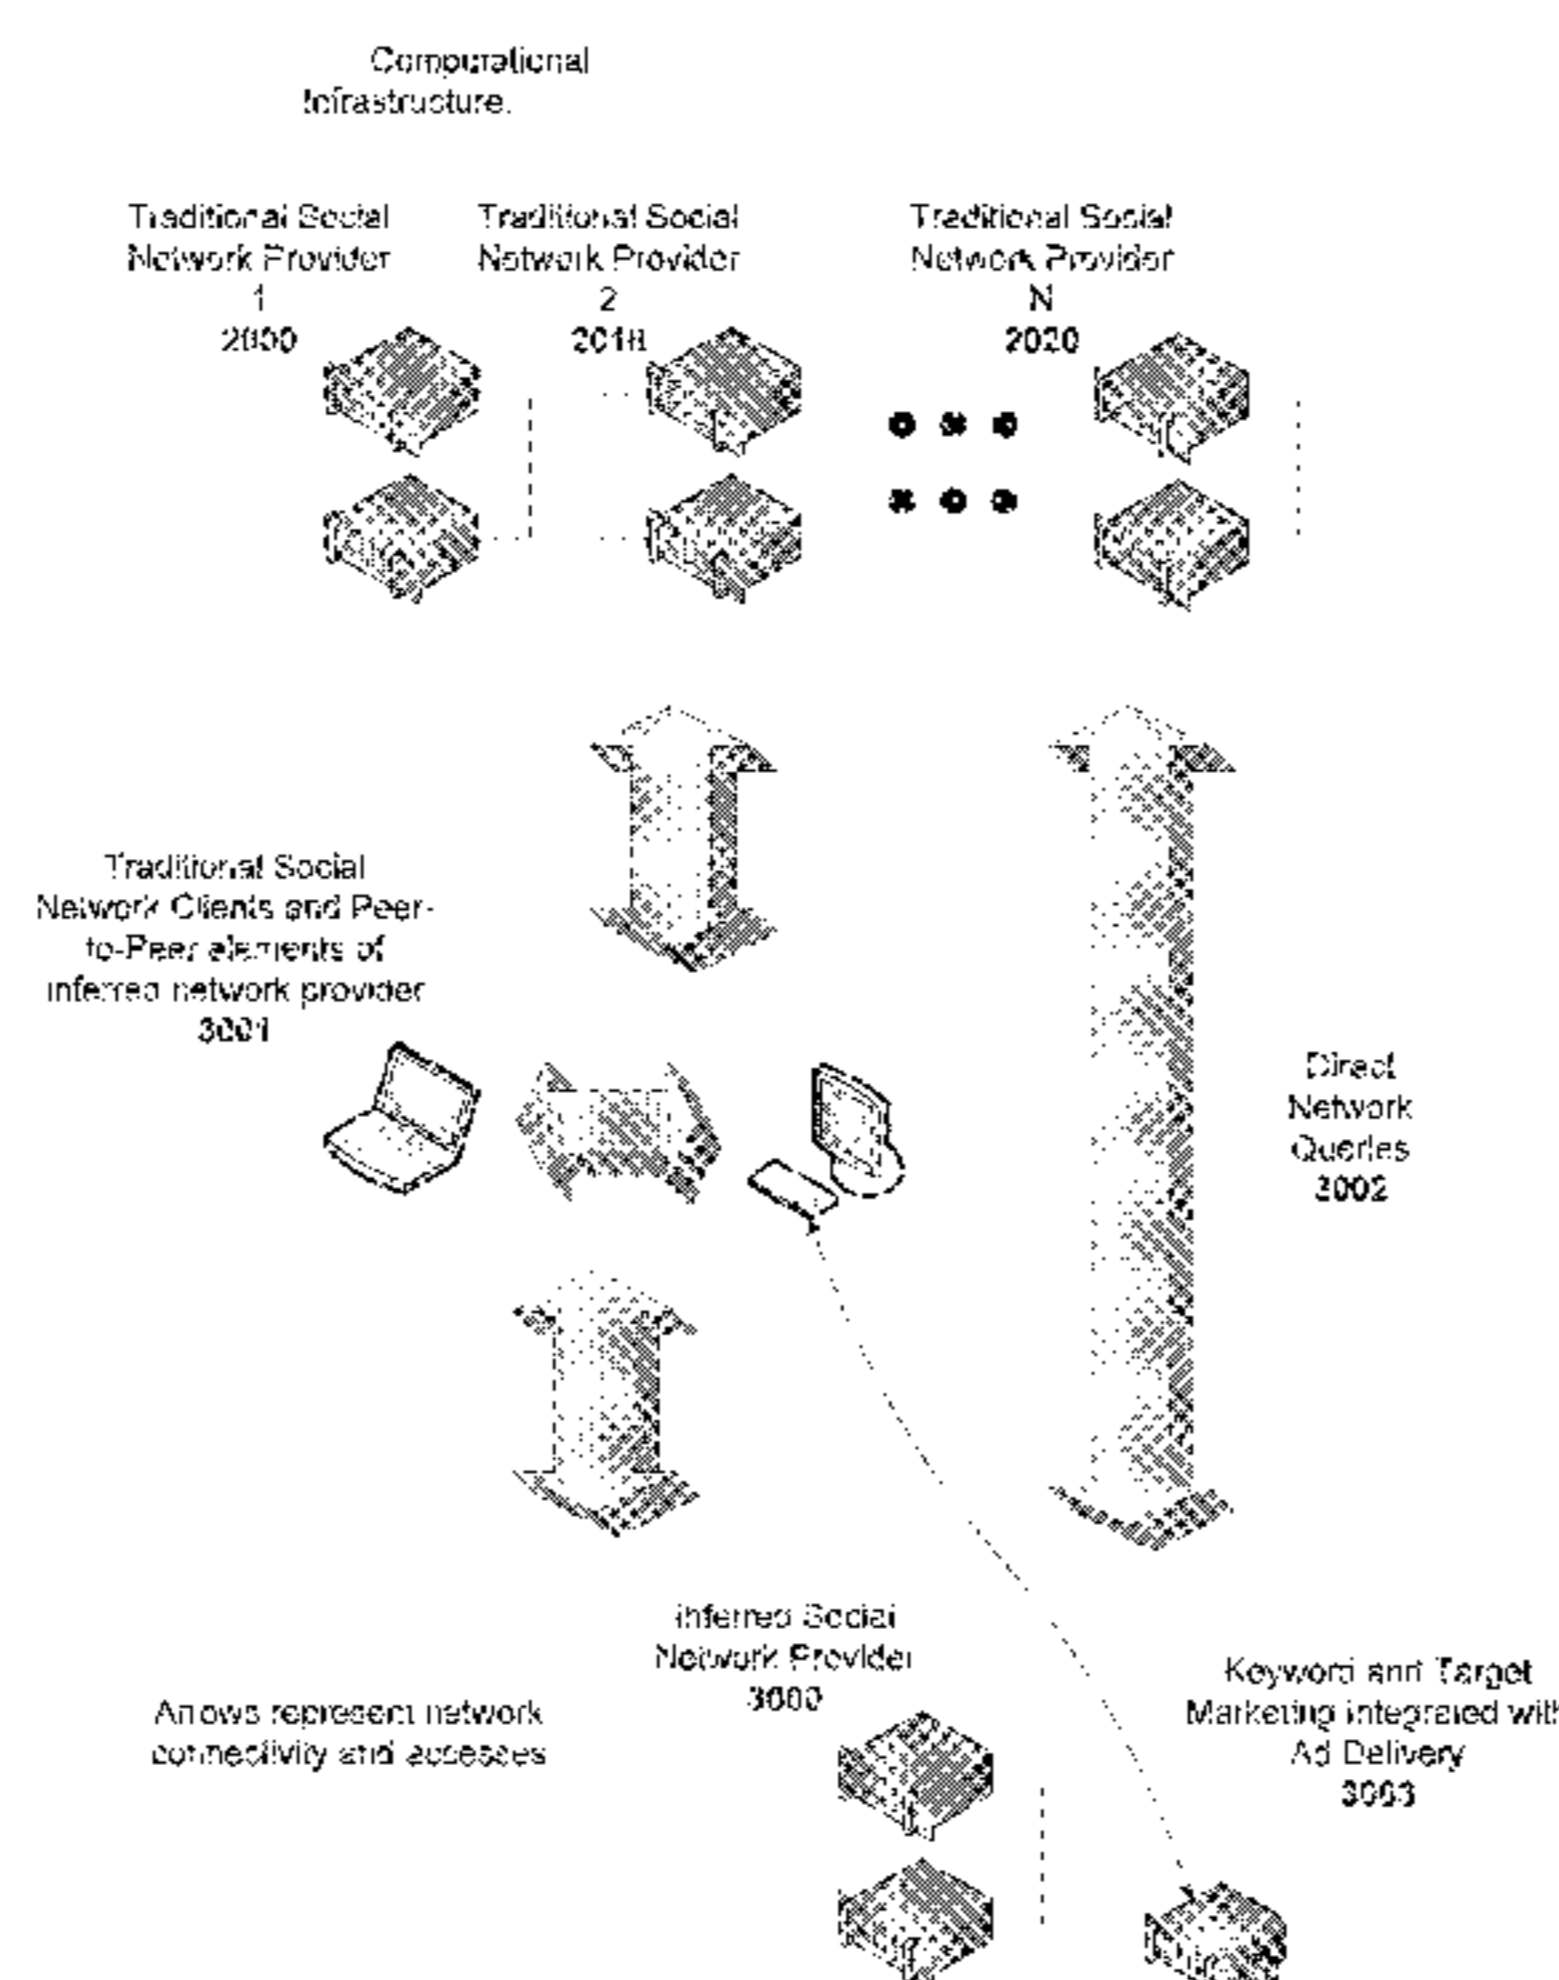 Computational
Infrastructure.
Traditional Social
Network Provider
1
2000
Traditional Social
Network Provider
2
2010
Traditional Social
Network Provider
N
2020
Traditional Social
Network Clients and Peer-
to-Peer elements of
inferred network provider
3001
Direct
Network
Queries
3002
Inferred Social
Network Provider
3000
Keyword and Target
Marketing integrated with
Ad Delivery
3003
Arrows represent network
connectivity and accesses